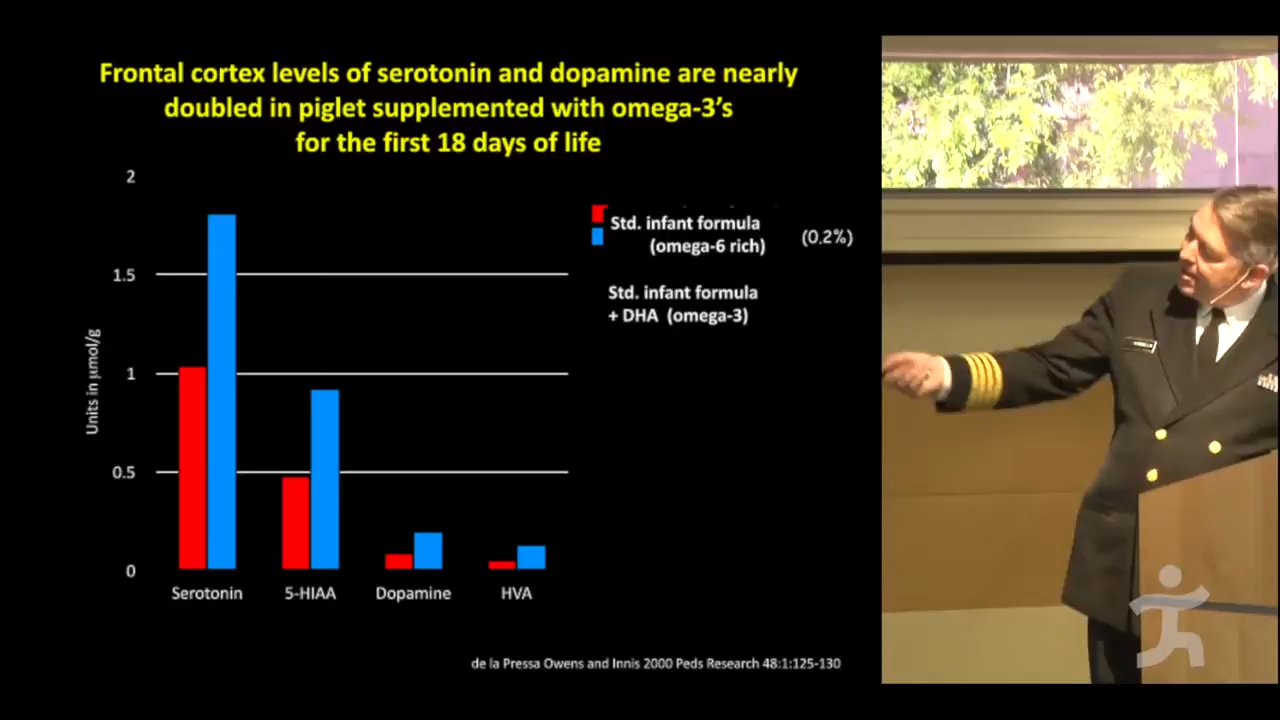 Frontal cortex levels of serotonin and dopamine are nearly
doubled in piglet supplemented with omega-3's
for the first 18 days of life
2
1.5
1
0.5
0
Units in µmol/g
Serotonin
5-HIAA
Dopamine
HVA
Std. infant formula
(omega-6 rich)
(0.2%)
Std. infant formula
+ DHA (omega-3)
de la Pressa Owens and Innis 2000 Peds Research 48:1:125-130